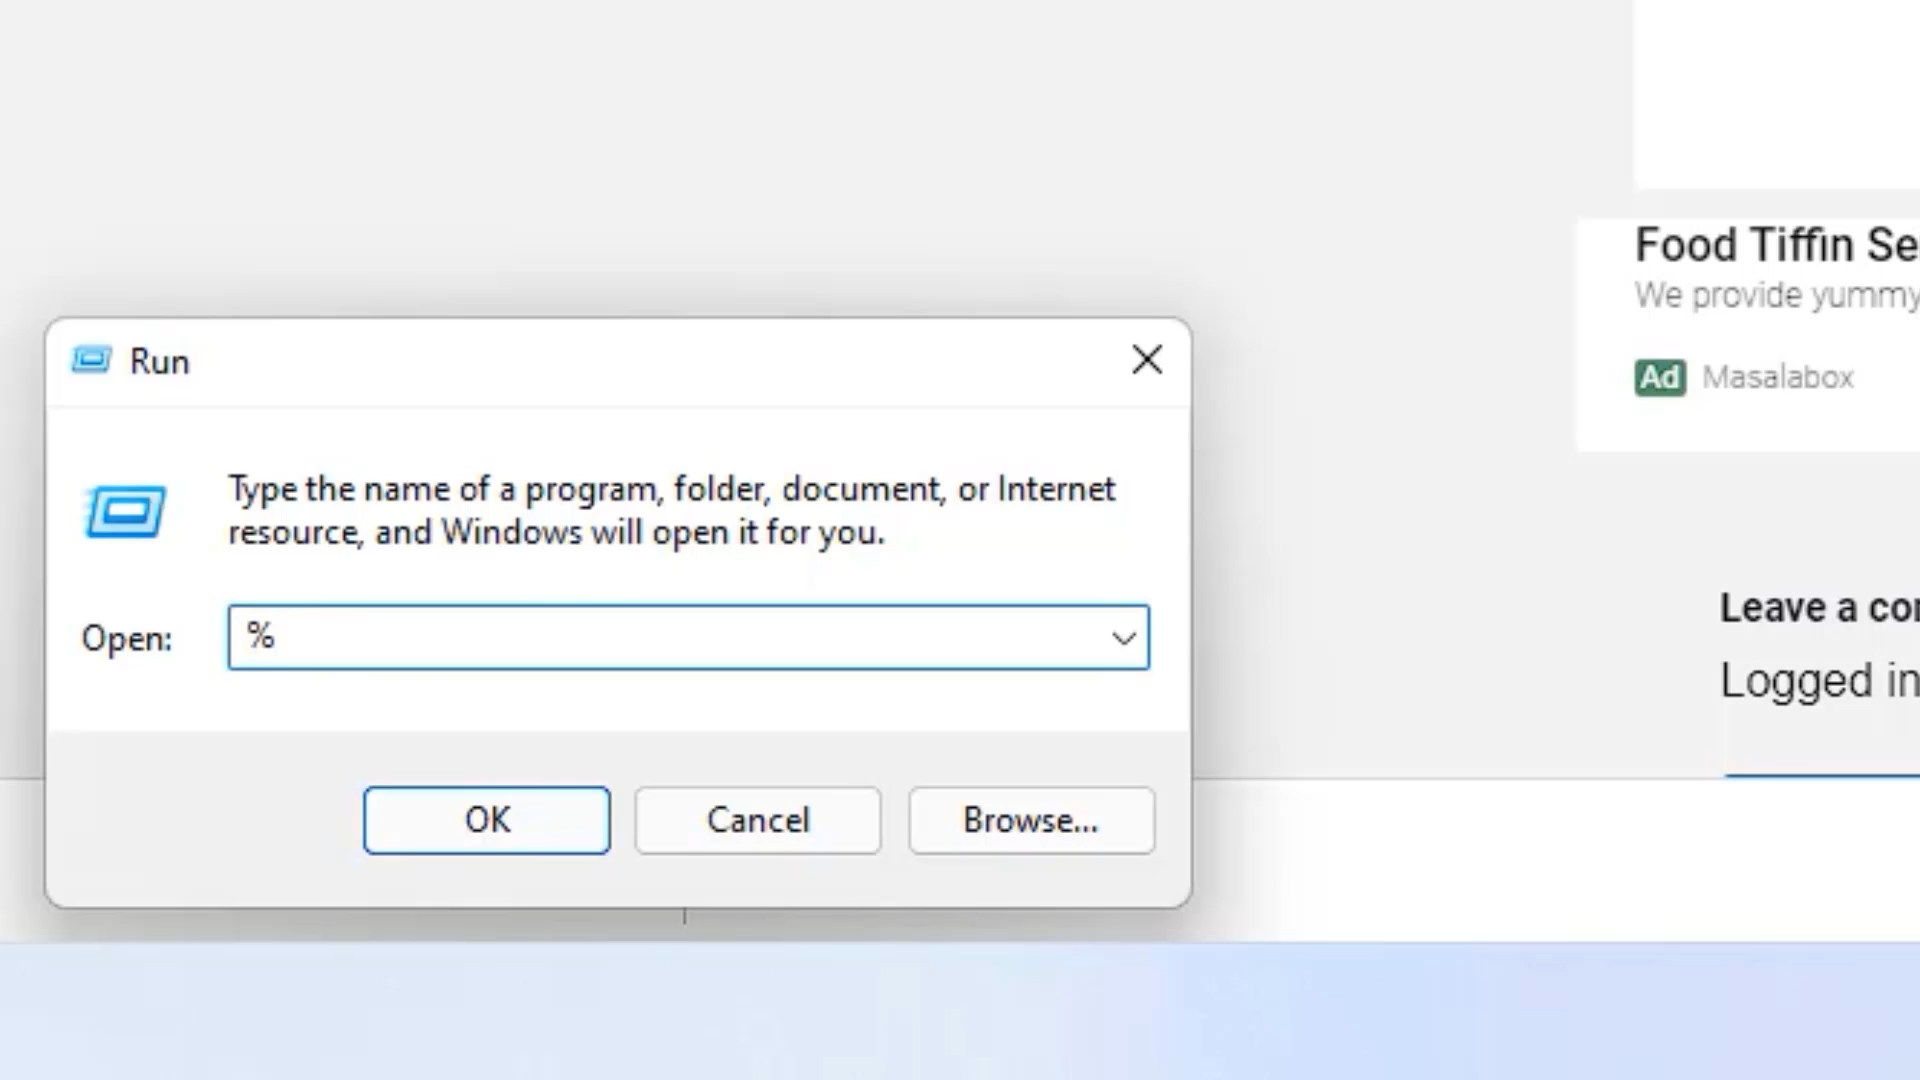 Food Tiffin Se
We provide yummy
Ad Masalabox
Run
Type the name of a program, folder, document, or Internet
resource, and Windows will open it for you.
Open: %
OK Cancel Browse...
Leave a co
Logged in